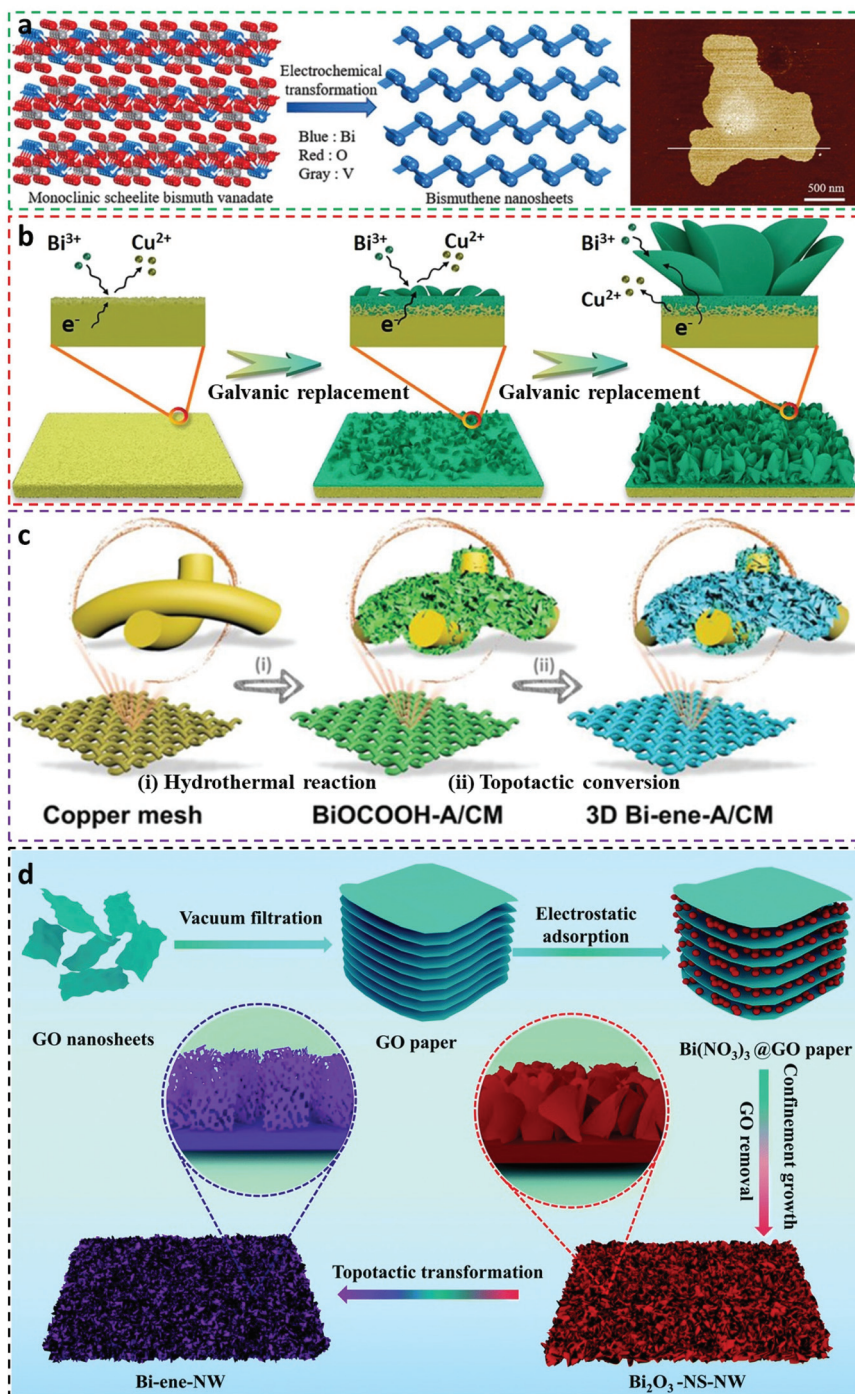 a
Electrochemical
transformation
Blue : Bi
Red : O
Gray : V
Monoclinic scheelite bismuth vanadate
Bismuthene nanosheets
500 nm
b
Bi³⁺
Cu²⁺
e⁻
Bi³⁺
Cu²⁺
e⁻
Bi³⁺
Cu²⁺
e⁻
Galvanic replacement
Galvanic replacement
c
(i)
(ii)
(i) Hydrothermal reaction
(ii) Topotactic conversion
Copper mesh
BiOCOOH-A/CM
3D Bi-ene-A/CM
d
Vacuum filtration
Electrostatic
adsorption
GO nanosheets
GO paper
Bi(NO₃)₃@GO paper
Confinement growth
GO removal
Topotactic transformation
Bi-ene-NW
Bi₂O₃-NS-NW